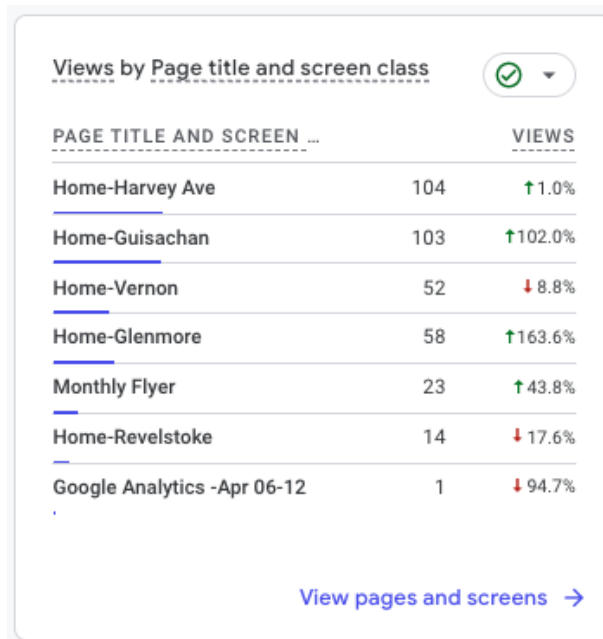 Views by Page title and screen class
PAGE TITLE AND SCREEN ... VIEWS
Home-Harvey Ave 104 ↑1.0%
Home-Guisachan 103 ↑102.0%
Home-Vernon 52 ↓8.8%
Home-Glenmore 58 ↑163.6%
Monthly Flyer 23 ↑43.8%
Home-Revelstoke 14 ↓17.6%
Google Analytics -Apr 06-12 1 ↓94.7%
View pages and screens →